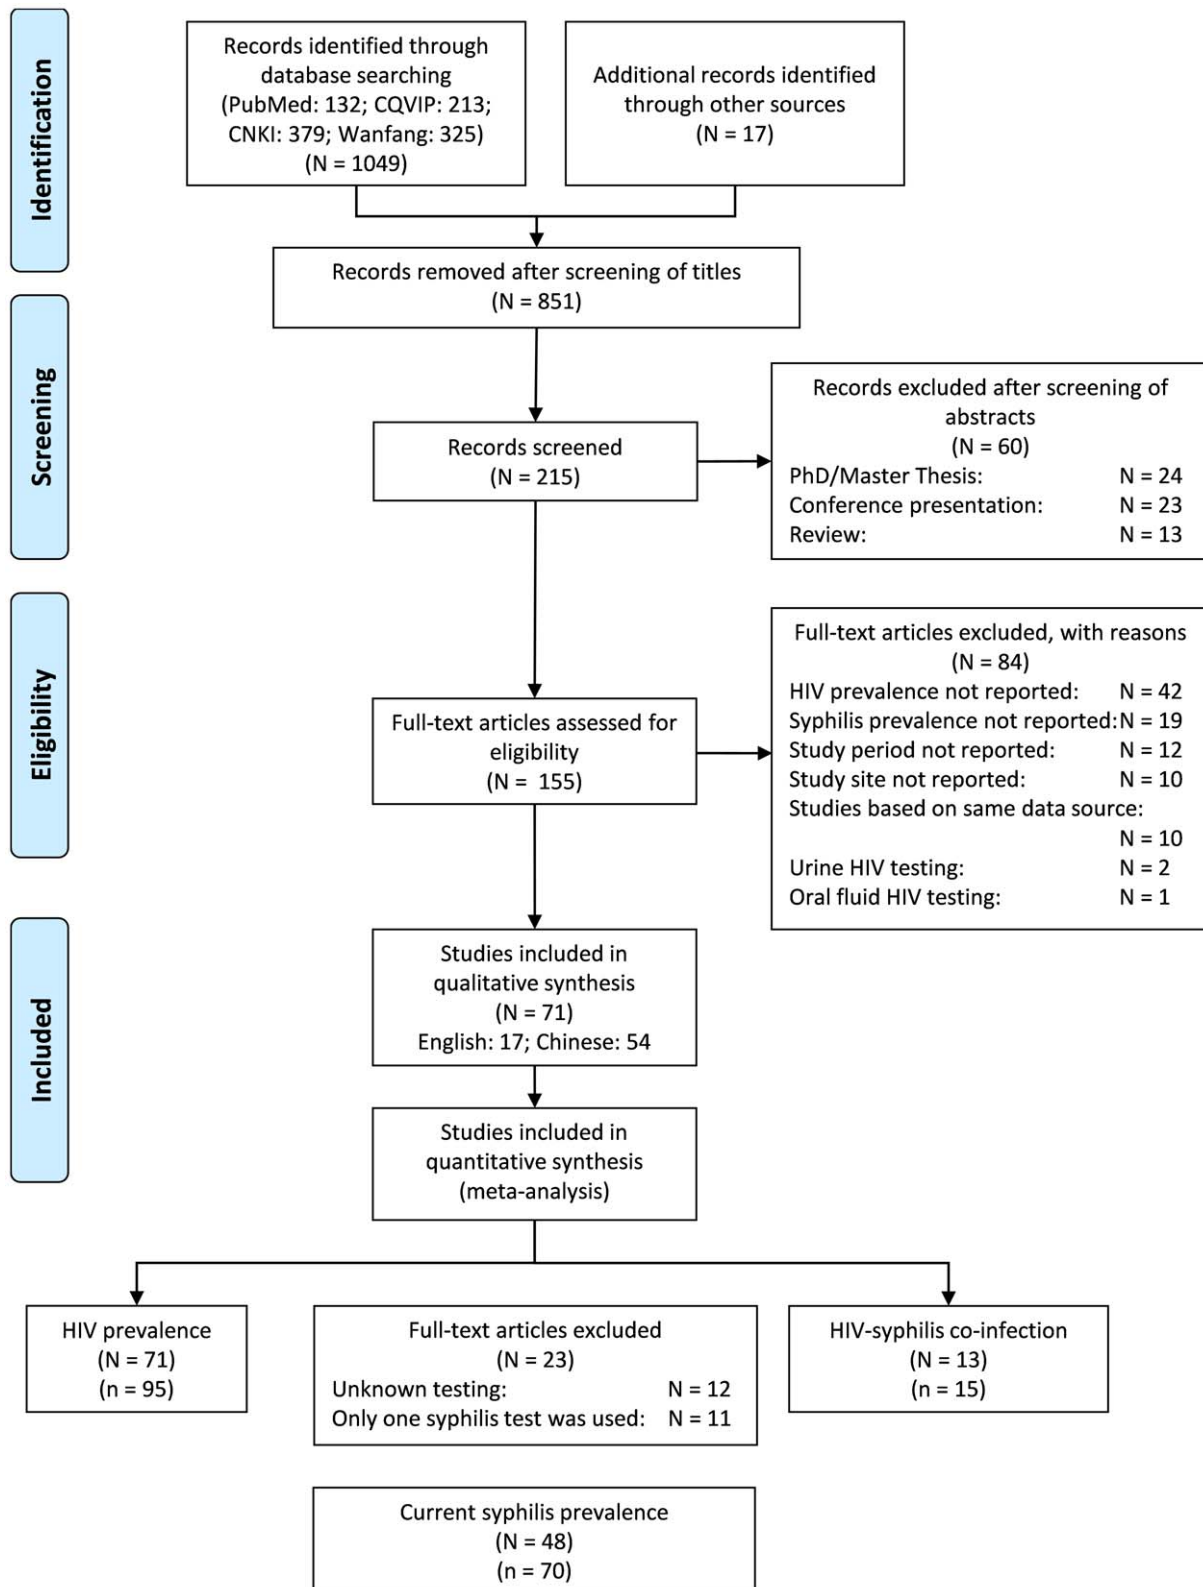 Identification
Records identified through
database searching
(PubMed: 132; CQVIP: 213;
CNKI: 379; Wanfang: 325)
(N = 1049)
Additional records identified
through other sources
(N = 17)
Records removed after screening of titles
(N = 851)
Screening
Records screened
(N = 215)
Records excluded after screening of
abstracts
(N = 60)
PhD/Master Thesis: N = 24
Conference presentation: N = 23
Review: N = 13
Eligibility
Full-text articles assessed for
eligibility
(N = 155)
Full-text articles excluded, with reasons
(N = 84)
HIV prevalence not reported: N = 42
Syphilis prevalence not reported: N = 19
Study period not reported: N = 12
Study site not reported: N = 10
Studies based on same data source:
N = 10
Urine HIV testing: N = 2
Oral fluid HIV testing: N = 1
Included
Studies included in
qualitative synthesis
(N = 71)
English: 17; Chinese: 54
Studies included in
quantitative synthesis
(meta-analysis)
HIV prevalence
(N = 71)
(n = 95)
Full-text articles excluded
(N = 23)
Unknown testing: N = 12
Only one syphilis test was used: N = 11
HIV-syphilis co-infection
(N = 13)
(n = 15)
Current syphilis prevalence
(N = 48)
(n = 70)